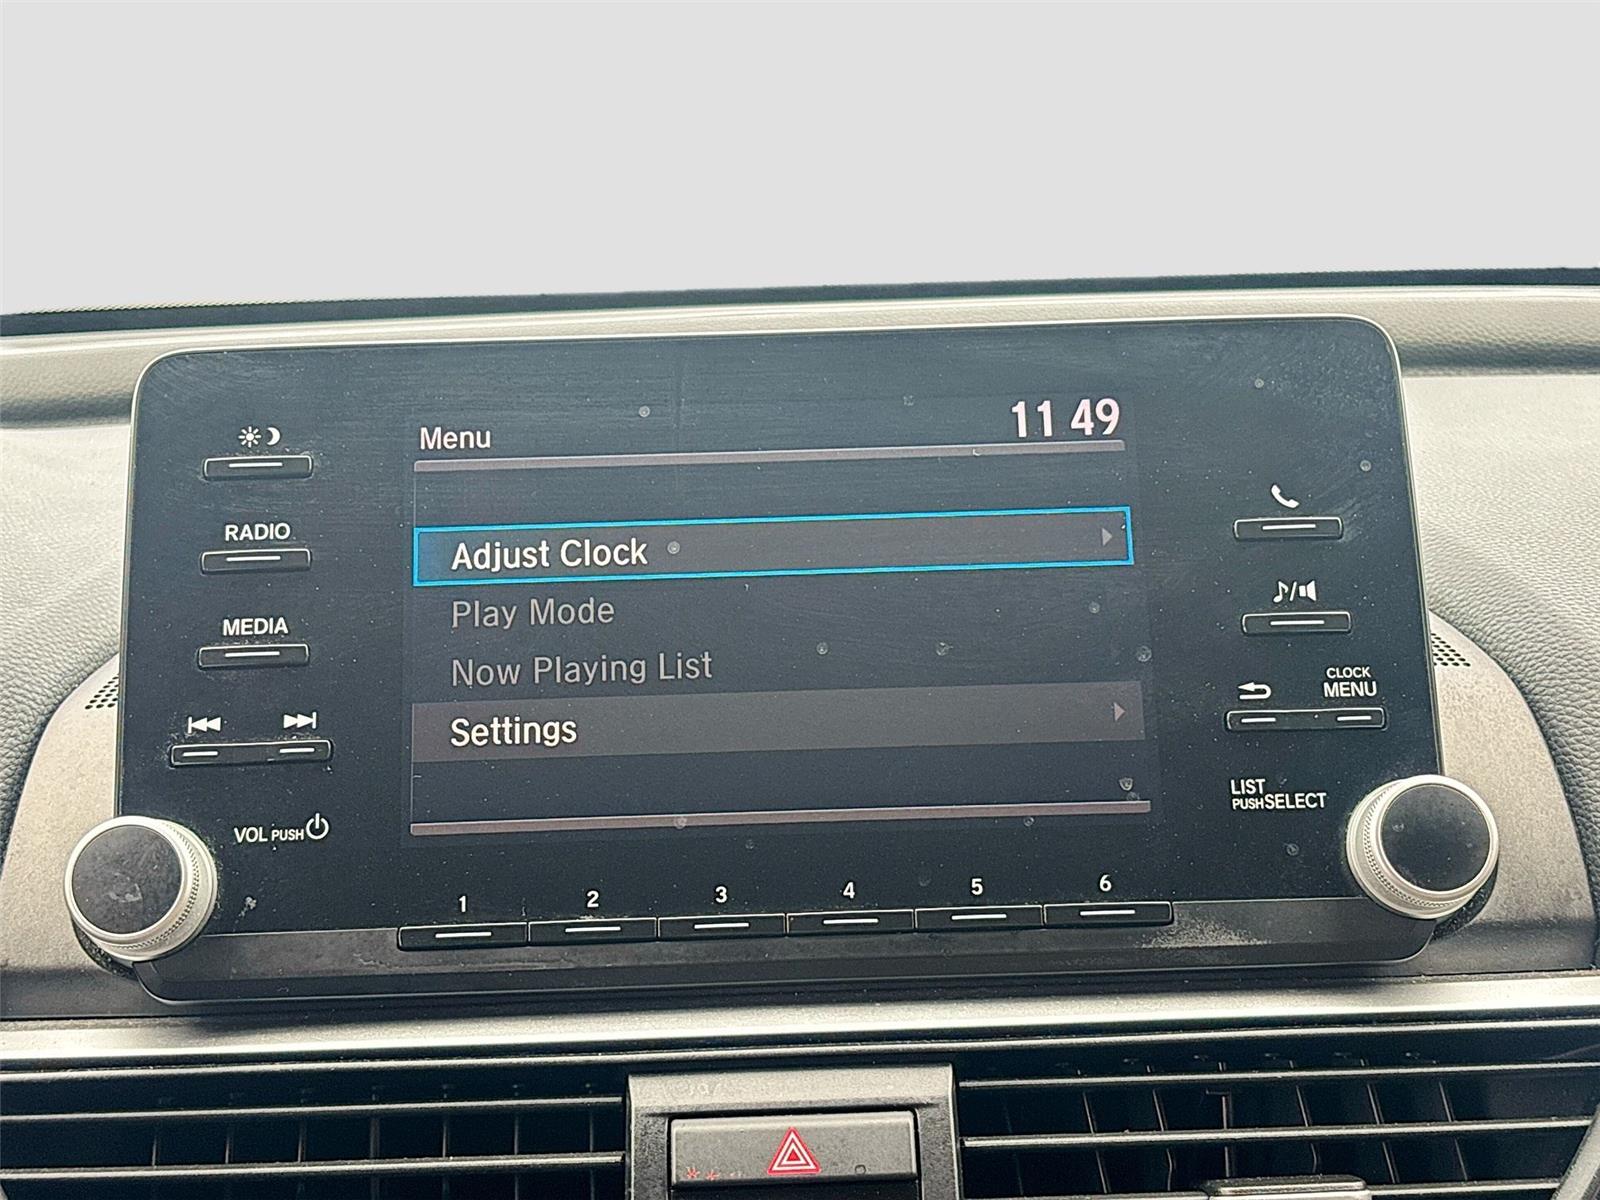 11 49
Menu
RADIO
Adjust Clock
Play Mode
MEDIA
Now Playing List
CLOCK
MENU
Settings
LIST
PUSH SELECT
VOL PUSH
1 2 3 4 5 6